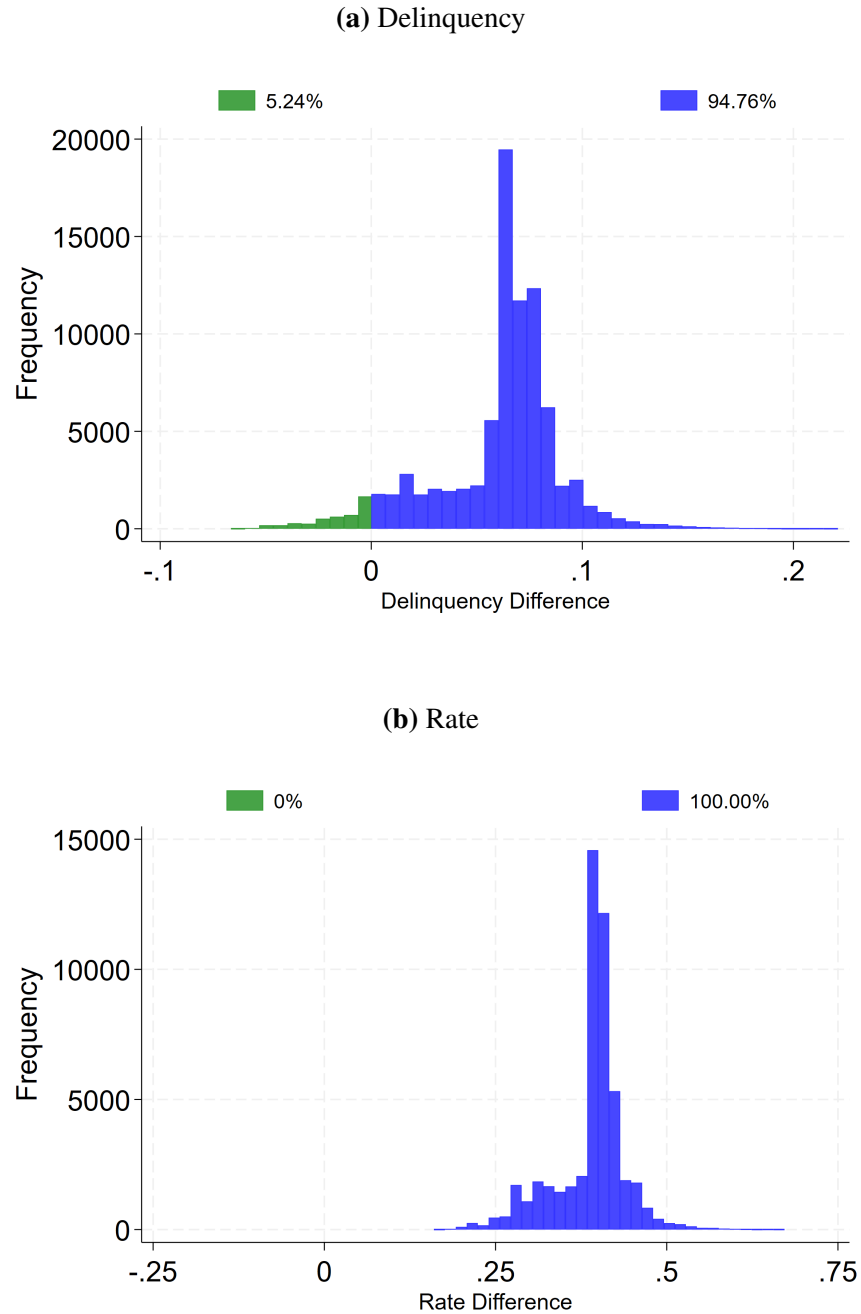 (a) Delinquency
5.24% 94.76%
20000
15000
10000
5000
0
Frequency
-.1 0 .1 .2
Delinquency Difference
(b) Rate
0% 100.00%
15000
10000
5000
0
Frequency
-.25 0 .25 .5 .75
Rate Difference